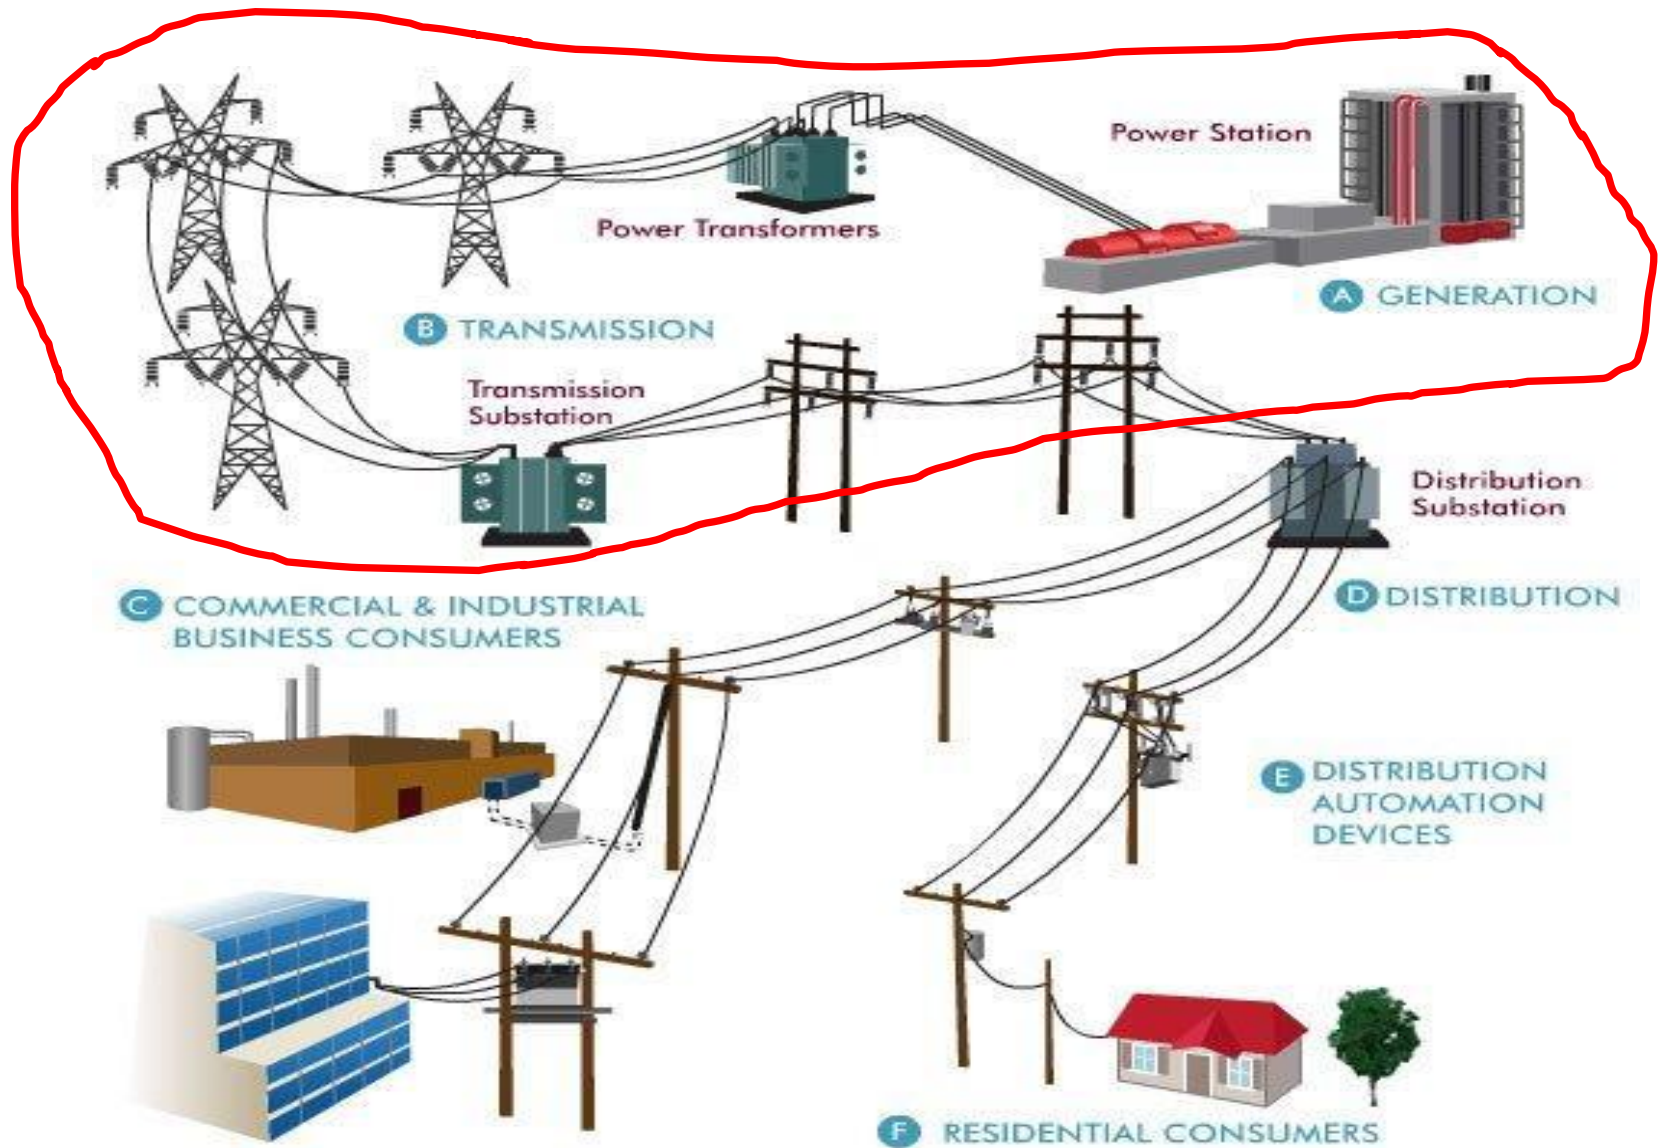 Power Station
Power Transformers
A GENERATION
B TRANSMISSION
Transmission
Substation
Distribution
Substation
C COMMERCIAL & INDUSTRIAL
BUSINESS CONSUMERS
D DISTRIBUTION
E DISTRIBUTION
AUTOMATION
DEVICES
F RESIDENTIAL CONSUMERS